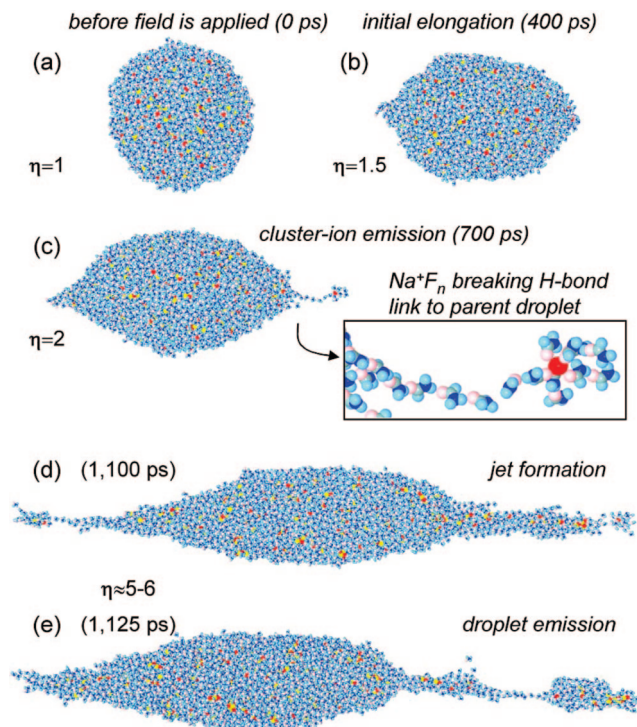 before field is applied (0 ps)
initial elongation (400 ps)
(a)
(b)
η=1
η=1.5
(c)
cluster-ion emission (700 ps)
Na⁺Fₙ breaking H-bond
link to parent droplet
η=2
(d)
(1,100 ps)
jet formation
η≈5-6
(e)
(1,125 ps)
droplet emission